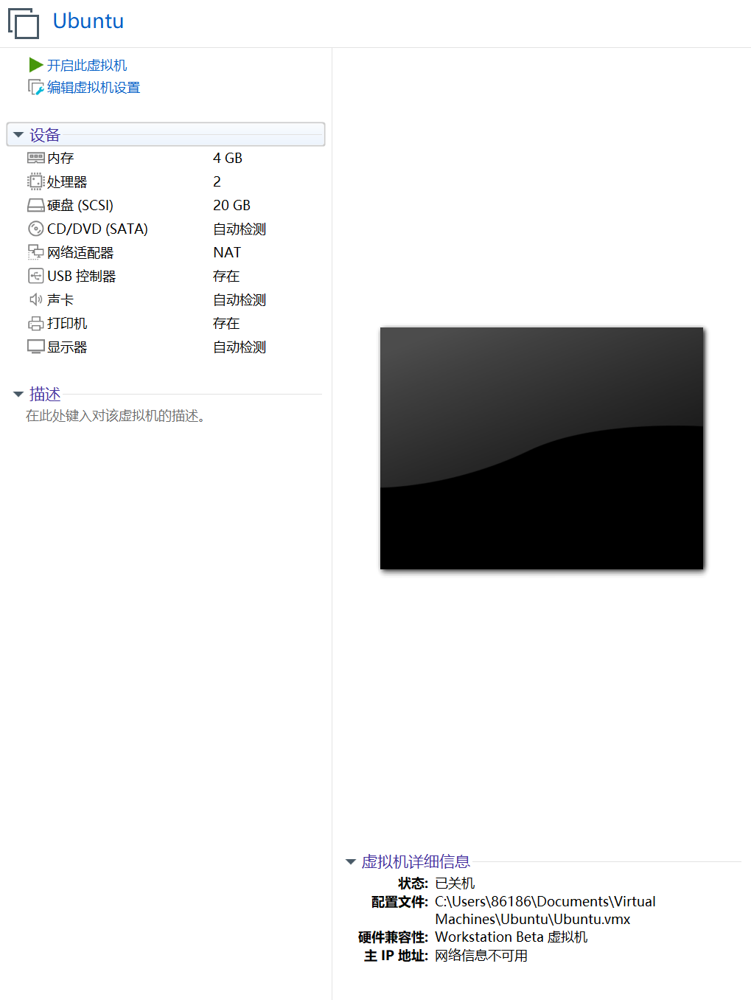 Ubuntu
开启此虚拟机
编辑虚拟机设置
设备
内存 4 GB
处理器 2
硬盘 (SCSI) 20 GB
CD/DVD (SATA) 自动检测
网络适配器 NAT
USB 控制器 存在
声卡 自动检测
打印机 存在
显示器 自动检测
描述
在此处键入对该虚拟机的描述。
虚拟机详细信息
状态: 已关机
配置文件: C:\Users\86186\Documents\Virtual
Machines\Ubuntu\Ubuntu.vmx
硬件兼容性: Workstation Beta 虚拟机
主 IP 地址: 网络信息不可用